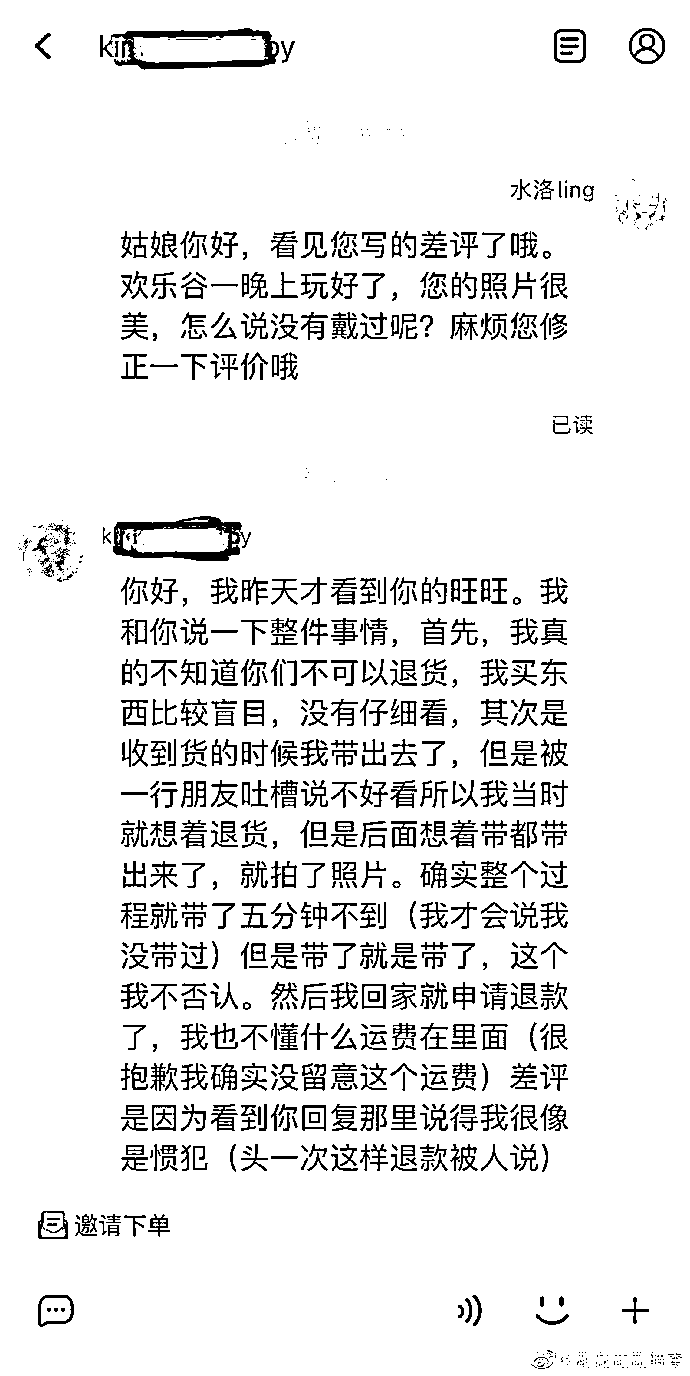 水洛ling
姑娘你好，看见您写的差评了哦。
欢乐谷一晚上玩好了，您的照片很
美，怎么说没有戴过呢？麻烦您修
正一下评价哦
已读
你好，我昨天才看到你的旺旺。我
和你说一下整件事情，首先，我真
的不知道你们不可以退货，我买东
西比较盲目，没有仔细看，其次是
收到货的时候我带出去了，但是被
一行朋友吐槽说不好看所以我当时
就想着退货，但是后面想着带都带
出来了，就拍了照片。确实整个过
程就带了五分钟不到（我才会说我
没带过）但是带了就是带了，这个
我不否认。然后我回家就申请退款
了，我也不懂什么运费在里面（很
抱歉我确实没留意这个运费）差评
是因为看到你回复那里说得我很像
是惯犯（头一次这样退款被人说）
邀请下单